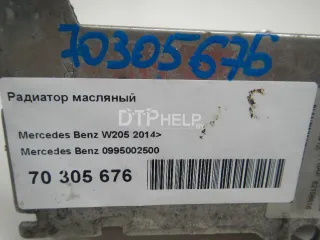 70305676
Радиатор масляный
DTPHELP
Mercedes Benz W205 2014>
Mercedes Benz 0995002500
70 305 676